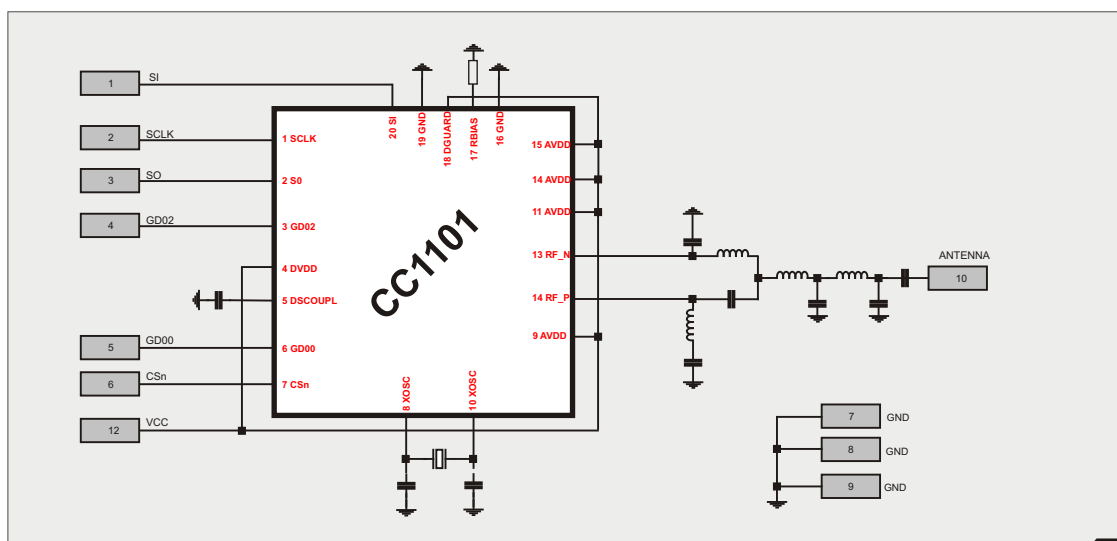 1 SI
2 SCLK
3 SO
4 GD02
5 GD00
6 CSn
12 VCC
20 SI
19 GND
18 DGUARD
17 RBIAS
16 GND
1 SCLK
2 S0
3 GD02
4 DVDD
5 DSCOUPL
6 GD00
7 CSn
CC1101
15 AVDD
14 AVDD
11 AVDD
13 RF_N
14 RF_P
9 AVDD
8 XOSC
10 XOSC
ANTENNA
10
7 GND
8 GND
9 GND